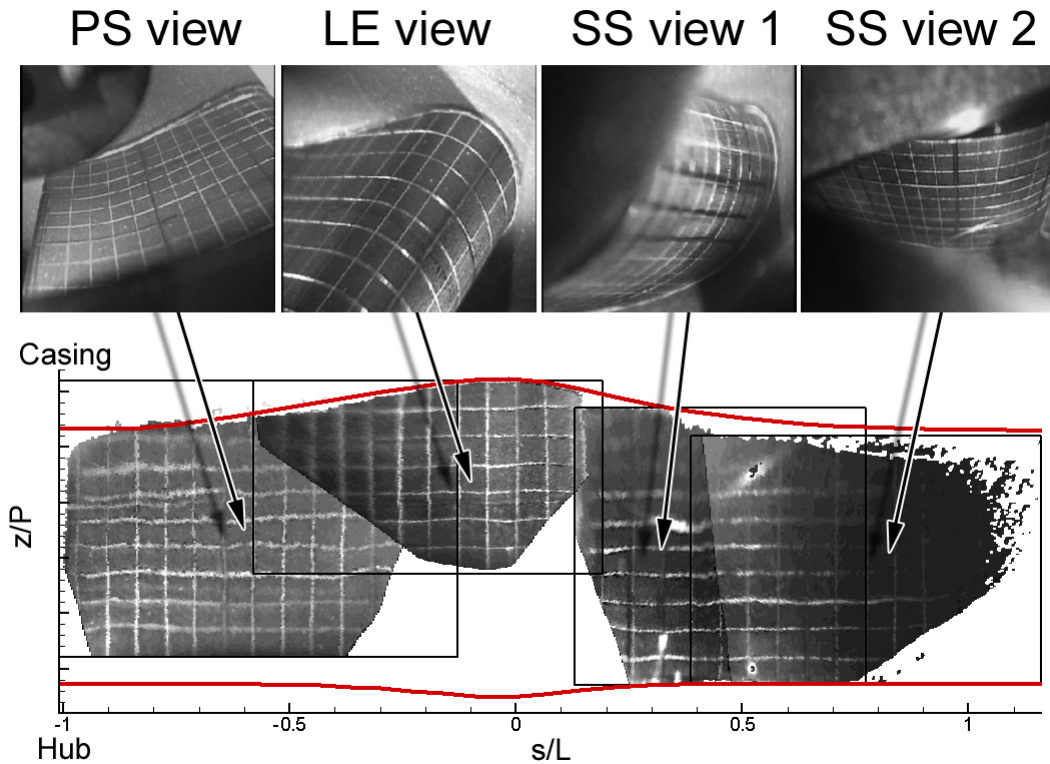 PS view
LE view
SS view 1
SS view 2
Casing
z/P
-1
-0.5
0
0.5
1
Hub
s/L